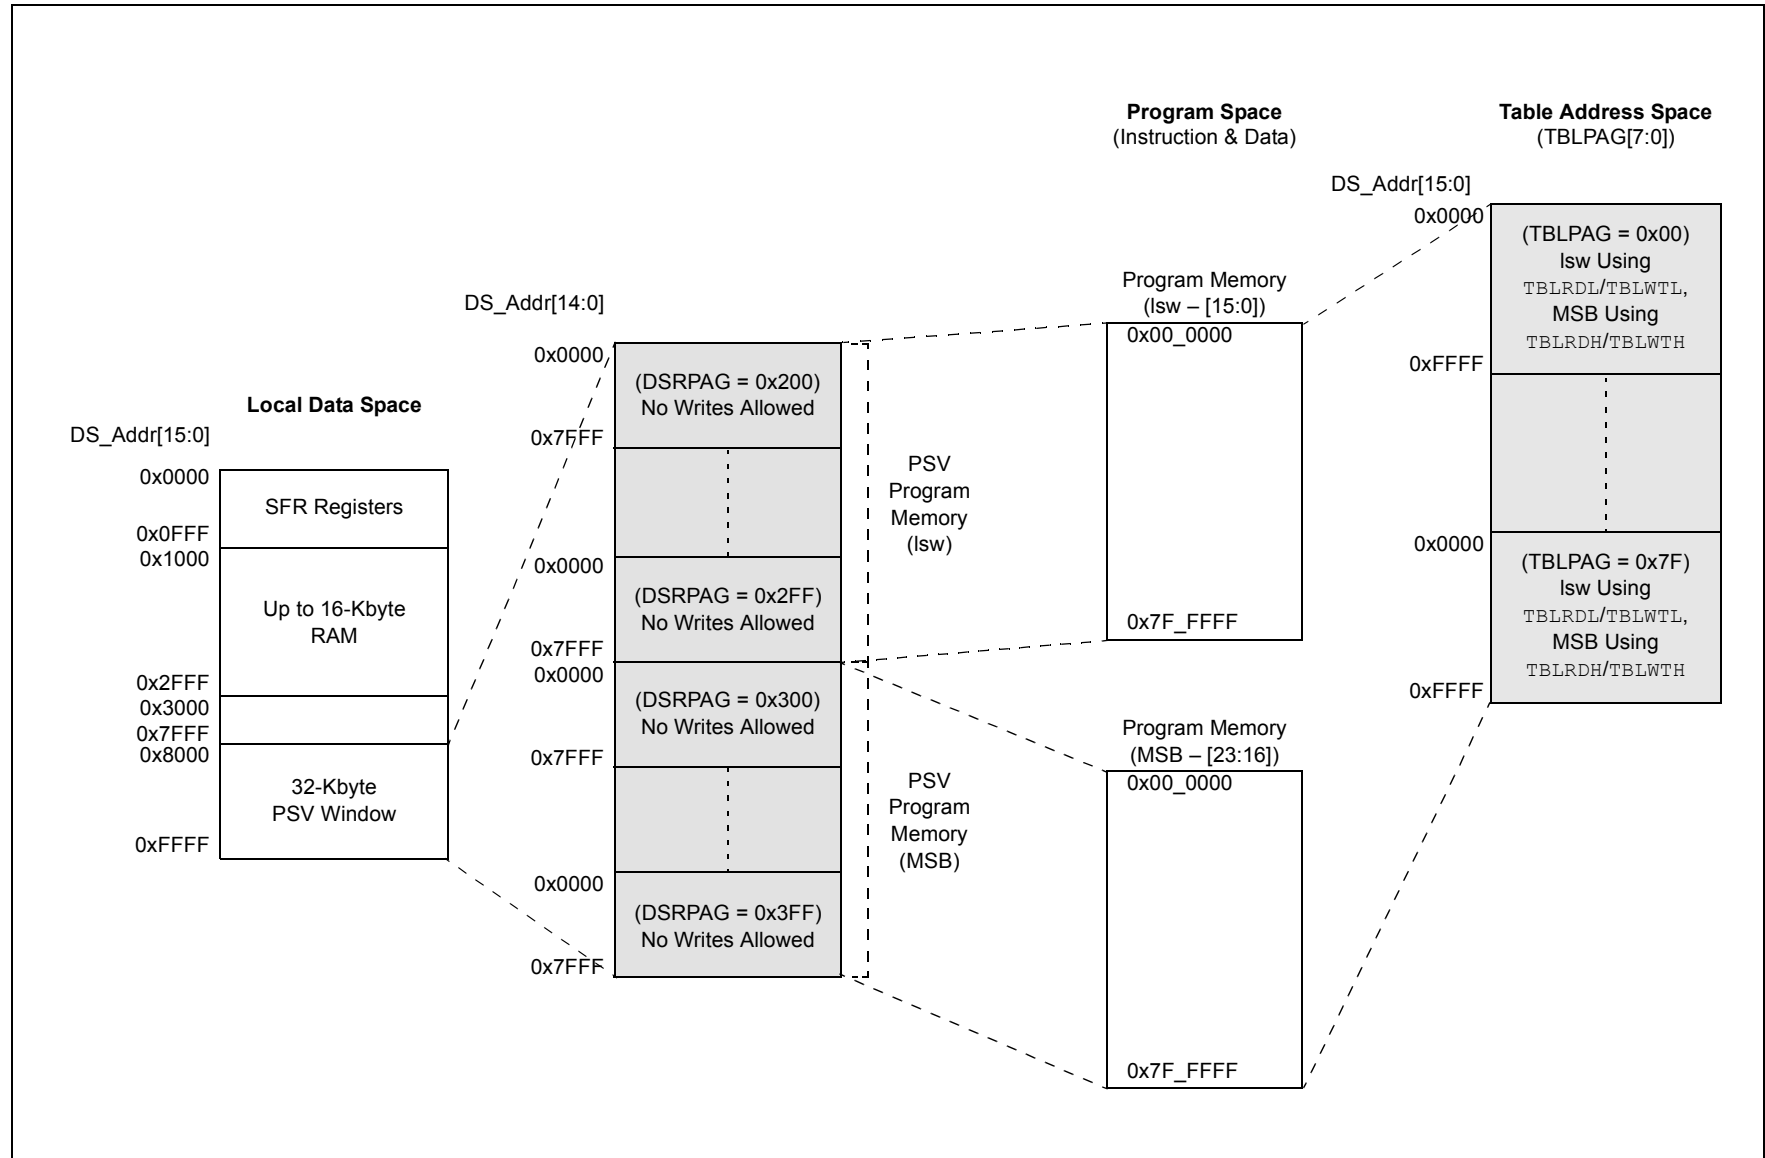 Local Data Space
DS_Addr[15:0]
0x0000
SFR Registers
0x0FFF
0x1000
Up to 16-Kbyte
RAM
0x2FFF
0x3000
0x7FFF
0x8000
32-Kbyte
PSV Window
0xFFFF
DS_Addr[14:0]
0x0000
(DSRPAG = 0x200)
No Writes Allowed
0x7FFF
0x0000
(DSRPAG = 0x2FF)
No Writes Allowed
0x7FFF
0x0000
(DSRPAG = 0x300)
No Writes Allowed
0x7FFF
0x0000
(DSRPAG = 0x3FF)
No Writes Allowed
0x7FFF
PSV
Program
Memory
(lsw)
PSV
Program
Memory
(MSB)
Program Space
(Instruction & Data)
Program Memory
(lsw – [15:0])
0x00_0000
0x7F_FFFF
Program Memory
(MSB – [23:16])
0x00_0000
0x7F_FFFF
Table Address Space
(TBLPAG[7:0])
DS_Addr[15:0]
0x0000
(TBLPAG = 0x00)
lsw Using
TBLRDL/TBLWTL,
MSB Using
TBLRDH/TBLWTH
0xFFFF
0x0000
(TBLPAG = 0x7F)
lsw Using
TBLRDL/TBLWTL,
MSB Using
TBLRDH/TBLWTH
0xFFFF